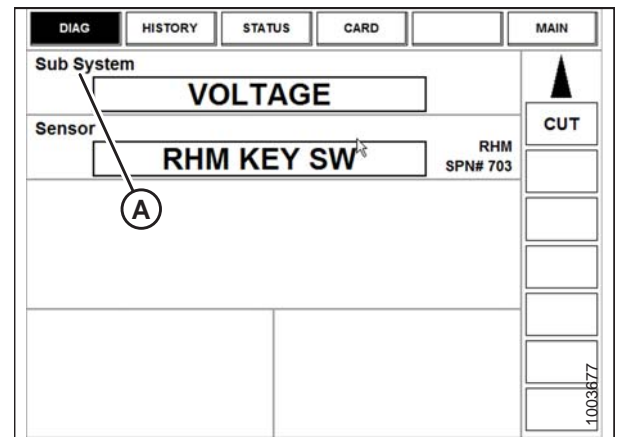 DIAG HISTORY STATUS CARD MAIN
Sub System
VOLTAGE
CUT
Sensor
RHM KEY SW
RHM
SPN# 703
A
1003677